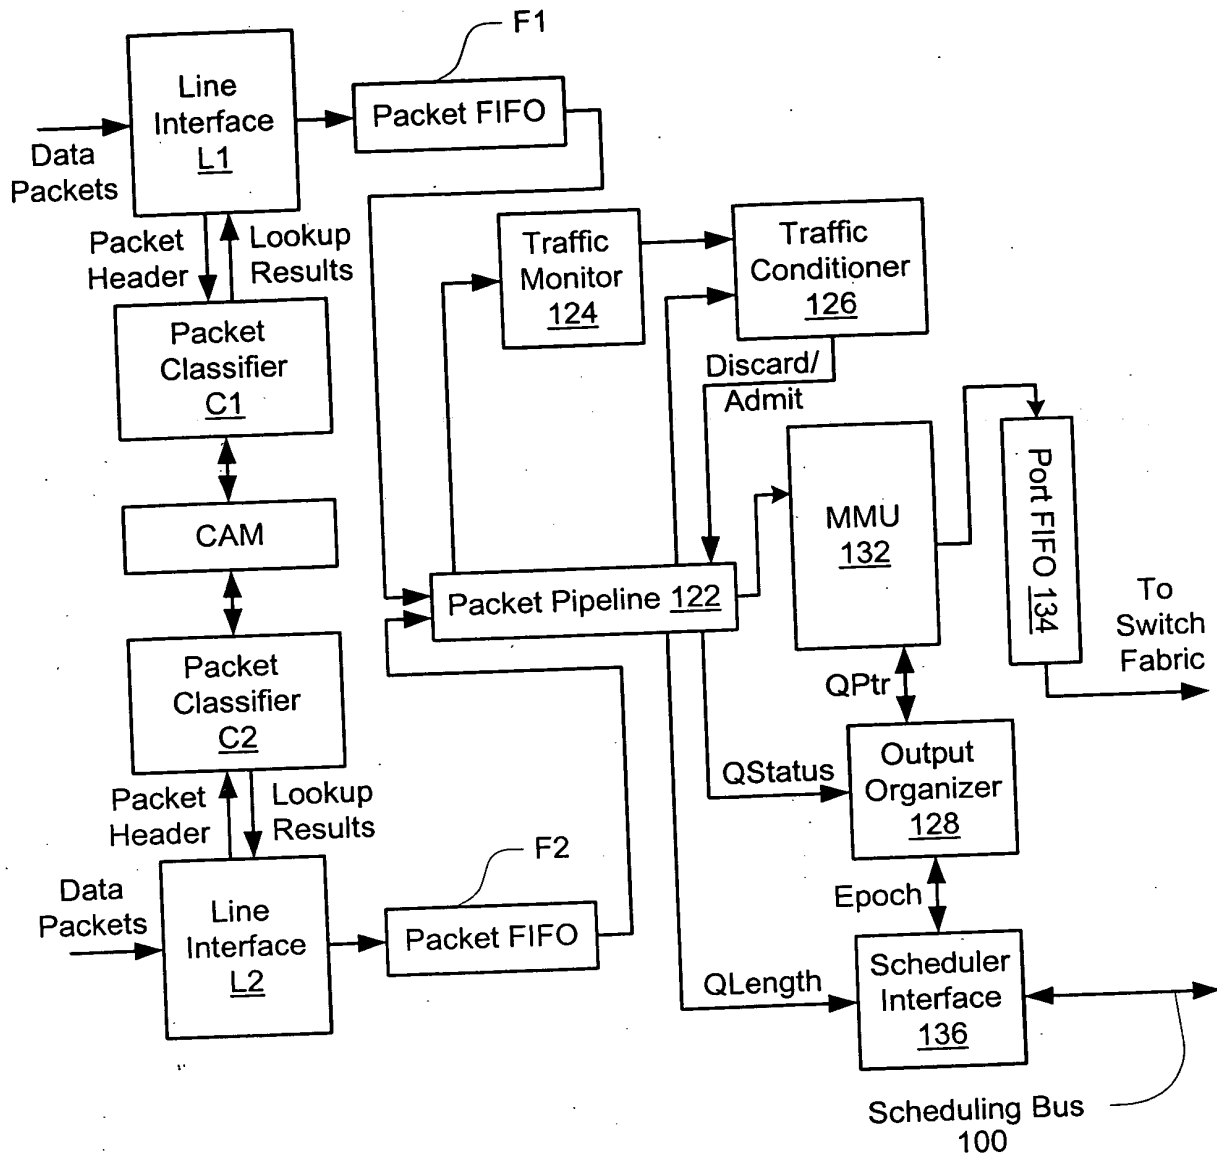 F1
Line
Interface
L1
Packet FIFO
Data
Packets
Packet
Header
Lookup
Results
Traffic
Monitor
124
Traffic
Conditioner
126
Packet
Classifier
C1
Discard/
Admit
CAM
MMU
132
Port FIFO 134
Packet Pipeline 122
To
Switch
Fabric
Packet
Classifier
C2
QPtr
Packet
Header
Lookup
Results
QStatus
Output
Organizer
128
F2
Data
Packets
Line
Interface
L2
Packet FIFO
Epoch
QLength
Scheduler
Interface
136
Scheduling Bus
100